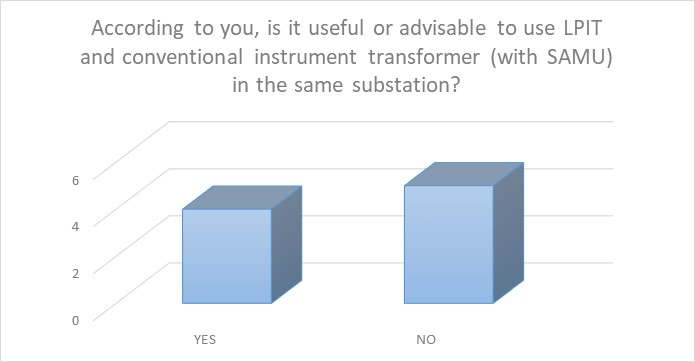 According to you, is it useful or advisable to use LPIT
and conventional instrument transformer (with SAMU)
in the same substation?
6
4
2
0
YES NO